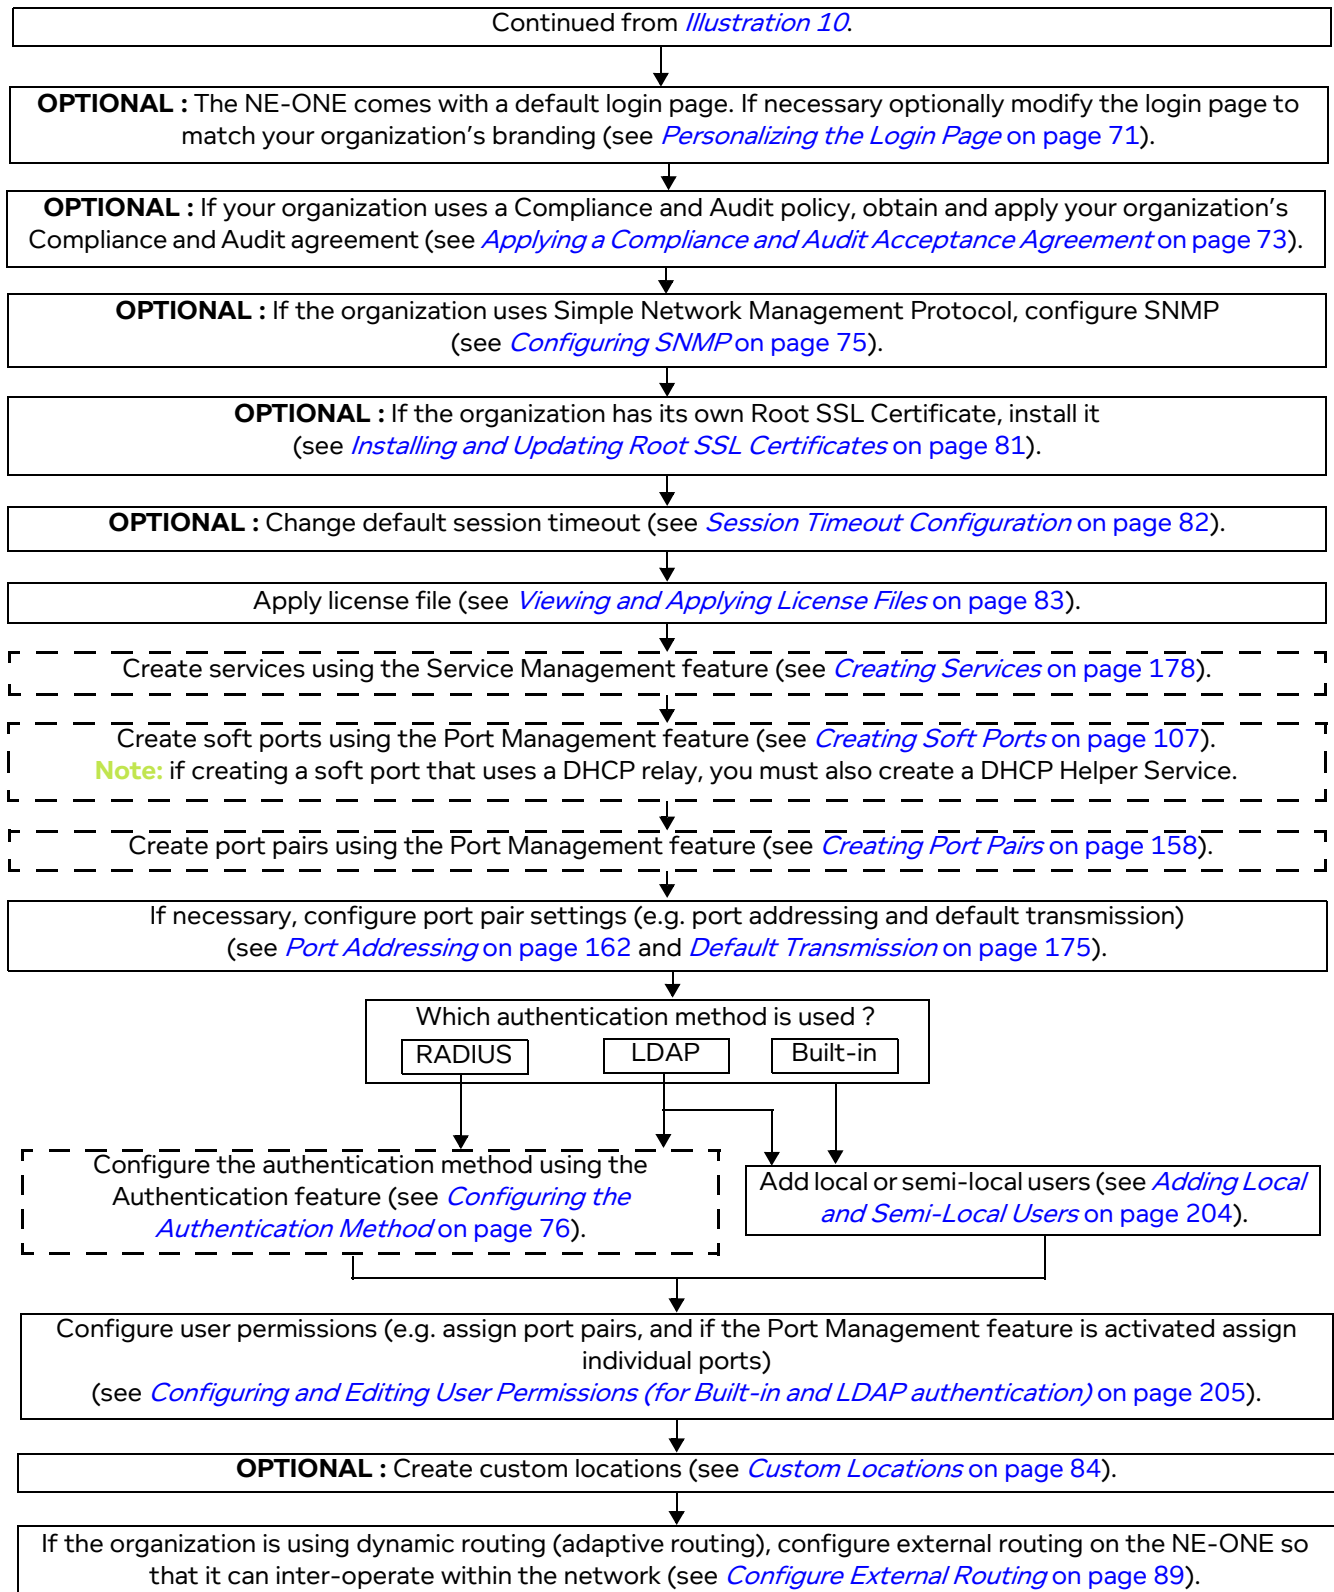 Continued from Illustration 10.
OPTIONAL : The NE-ONE comes with a default login page. If necessary optionally modify the login page to
match your organization's branding (see Personalizing the Login Page on page 71).
OPTIONAL : If your organization uses a Compliance and Audit policy, obtain and apply your organization's
Compliance and Audit agreement (see Applying a Compliance and Audit Acceptance Agreement on page 73).
OPTIONAL : If the organization uses Simple Network Management Protocol, configure SNMP
(see Configuring SNMP on page 75).
OPTIONAL : If the organization has its own Root SSL Certificate, install it
(see Installing and Updating Root SSL Certificates on page 81).
OPTIONAL : Change default session timeout (see Session Timeout Configuration on page 82).
Apply license file (see Viewing and Applying License Files on page 83).
Create services using the Service Management feature (see Creating Services on page 178).
Create soft ports using the Port Management feature (see Creating Soft Ports on page 107).
Note: if creating a soft port that uses a DHCP relay, you must also create a DHCP Helper Service.
Create port pairs using the Port Management feature (see Creating Port Pairs on page 158).
If necessary, configure port pair settings (e.g. port addressing and default transmission)
(see Port Addressing on page 162 and Default Transmission on page 175).
Which authentication method is used ?
RADIUS
LDAP
Built-in
Configure the authentication method using the
Authentication feature (see Configuring the
Authentication Method on page 76).
Add local or semi-local users (see Adding Local
and Semi-Local Users on page 204).
Configure user permissions (e.g. assign port pairs, and if the Port Management feature is activated assign
individual ports)
(see Configuring and Editing User Permissions (for Built-in and LDAP authentication) on page 205).
OPTIONAL : Create custom locations (see Custom Locations on page 84).
If the organization is using dynamic routing (adaptive routing), configure external routing on the NE-ONE so
that it can inter-operate within the network (see Configure External Routing on page 89).